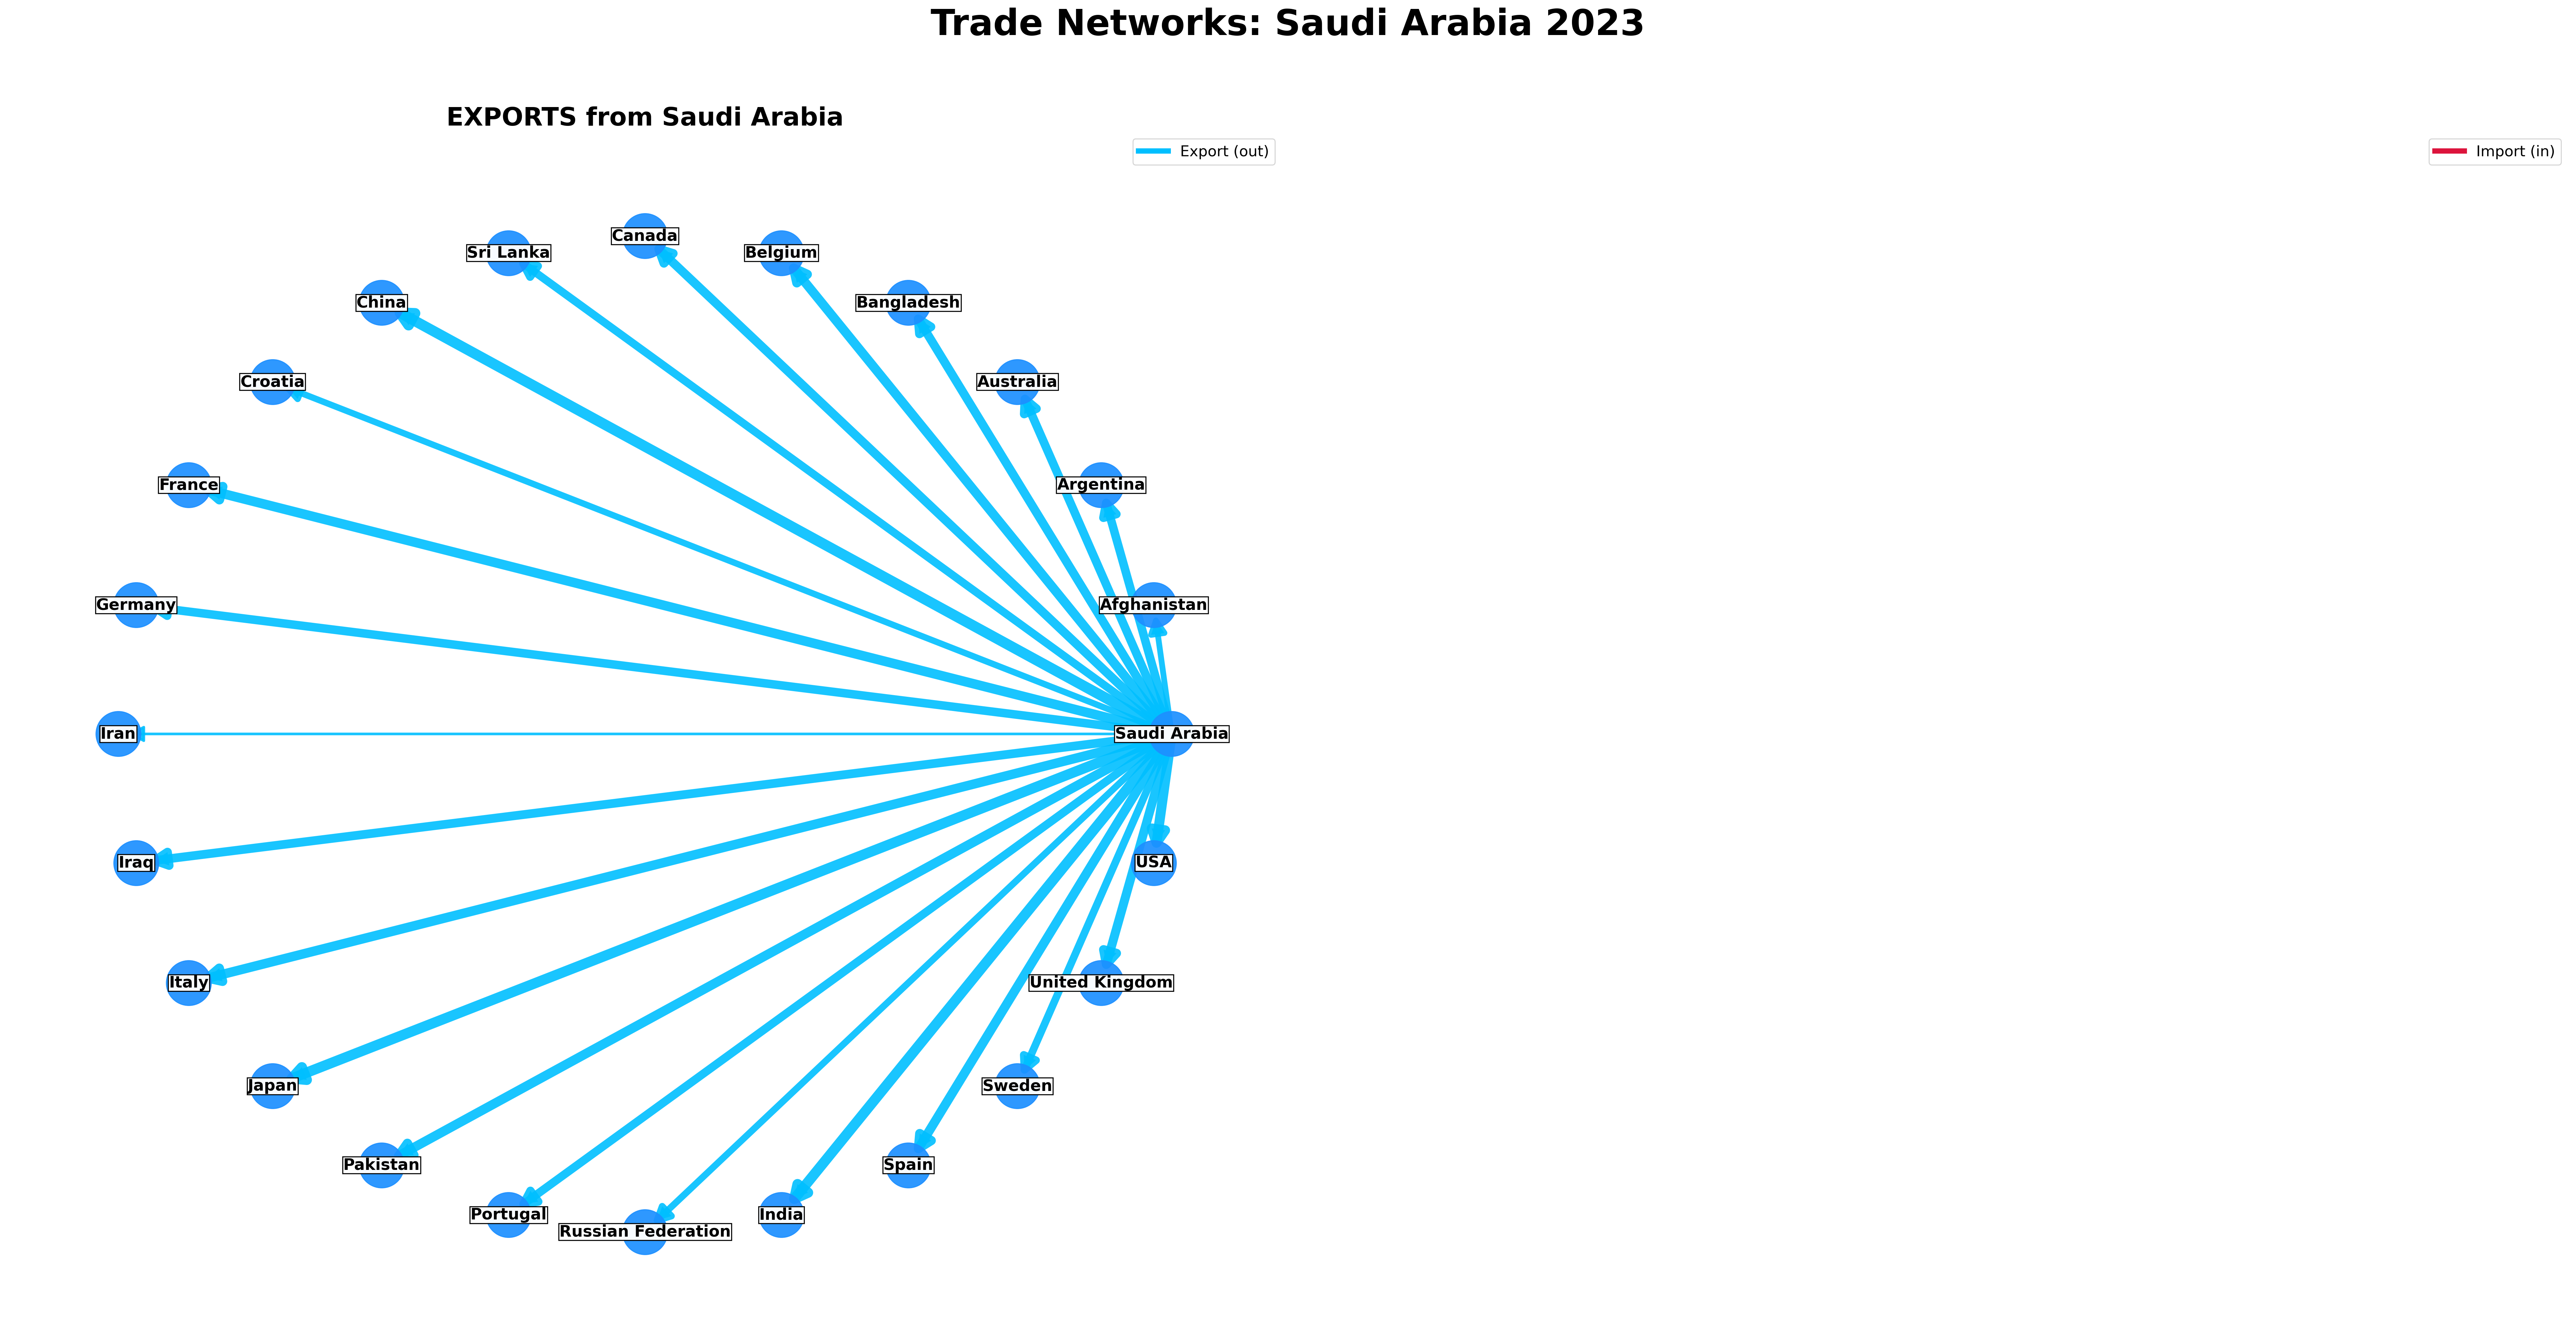 Trade Networks: Saudi Arabia 2023
EXPORTS from Saudi Arabia
Export (out)
Import (in)
Canada
Sri Lanka
Belgium
China
Bangladesh
Croatia
Australia
France
Argentina
Germany
Afghanistan
Iran
Saudi Arabia
Iraq
USA
Italy
United Kingdom
Japan
Sweden
Pakistan
Spain
Portugal
India
Russian Federation